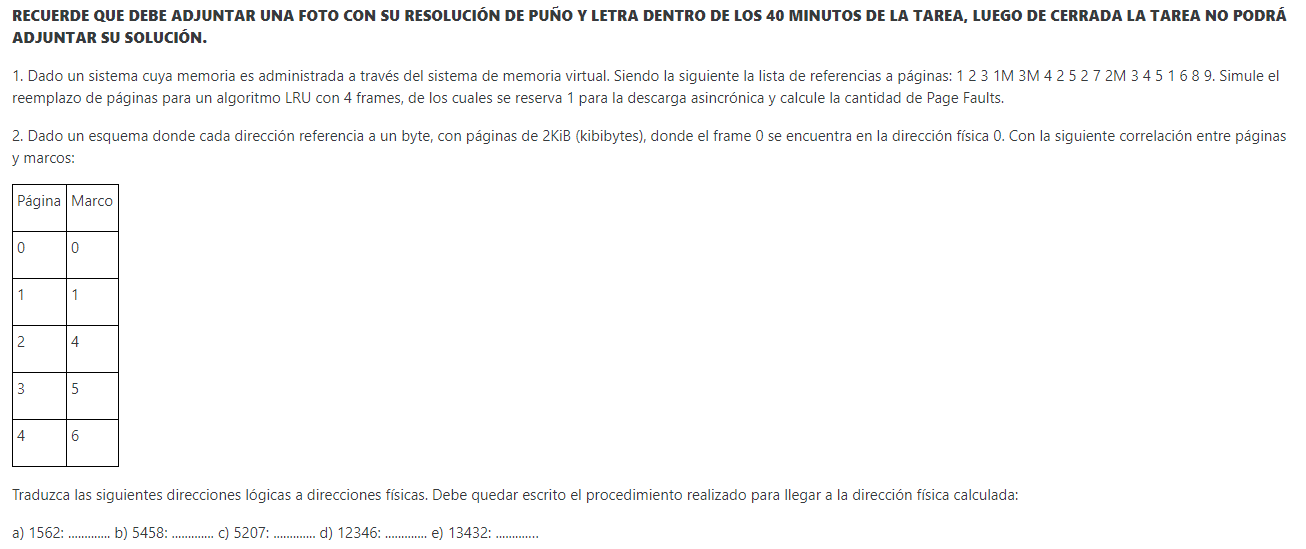 RECUERDE QUE DEBE ADJUNTAR UNA FOTO CON SU RESOLUCIÓN DE PUÑO Y LETRA DENTRO DE LOS 40 MINUTOS DE LA TAREA, LUEGO DE CERRADA LA TAREA NO PODRÁ
ADJUNTAR SU SOLUCIÓN.
1. Dado un sistema cuya memoria es administrada a través del sistema de memoria virtual. Siendo la siguiente la lista de referencias a páginas: 1 2 3 1M 3M 4 2 5 2 7 2M 3 4 5 1 6 8 9. Simule el
reemplazo de páginas para un algoritmo LRU con 4 frames, de los cuales se reserva 1 para la descarga asincrónica y calcule la cantidad de Page Faults.
2. Dado un esquema donde cada dirección referencia a un byte, con páginas de 2KiB (kibibytes), donde el frame 0 se encuentra en la dirección física 0. Con la siguiente correlación entre páginas
y marcos:
Página Marco
0 0
1 1
2 4
3 5
4 6
Traduzca las siguientes direcciones lógicas a direcciones físicas. Debe quedar escrito el procedimiento realizado para llegar a la dirección física calculada:
a) 1562: ............. b) 5458: ............. c) 5207: ............. d) 12346: ............. e) 13432: .............